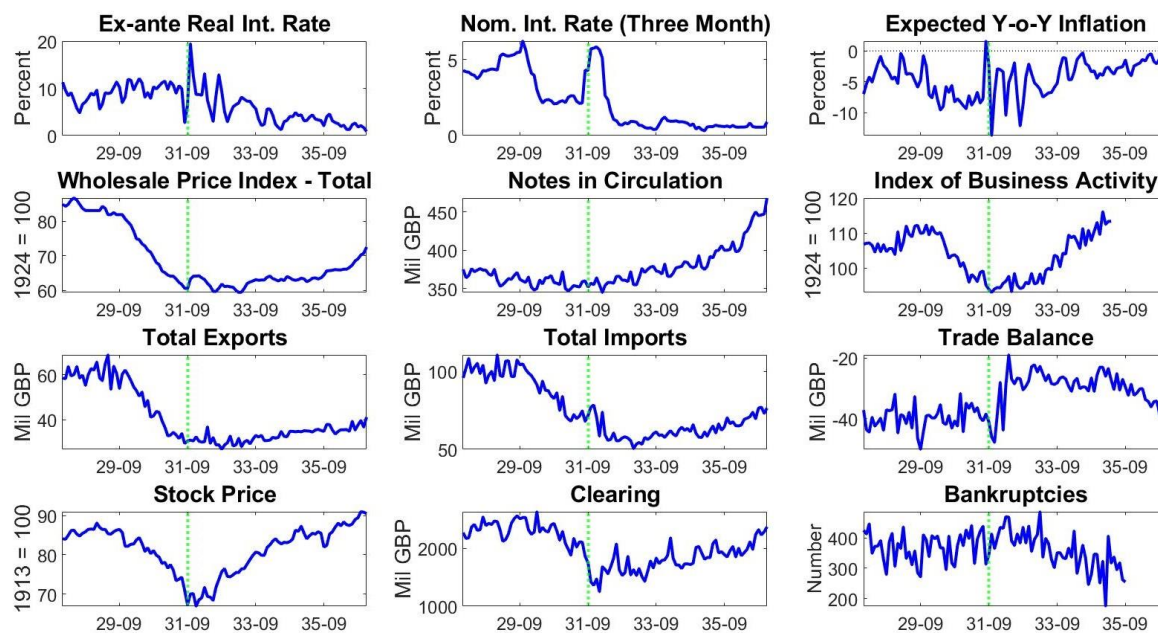 Ex-ante Real Int. Rate
Percent
20
10
0
29-09 31-09 33-09 35-09
Nom. Int. Rate (Three Month)
Percent
5
0
29-09 31-09 33-09 35-09
Expected Y-o-Y Inflation
Percent
0
-5
-10
29-09 31-09 33-09 35-09
Wholesale Price Index - Total
1924 = 100
80
70
60
29-09 31-09 33-09 35-09
Notes in Circulation
Mil GBP
450
400
350
29-09 31-09 33-09 35-09
Index of Business Activity
1924 = 100
120
100
29-09 31-09 33-09 35-09
Total Exports
Mil GBP
60
40
29-09 31-09 33-09 35-09
Total Imports
Mil GBP
100
50
29-09 31-09 33-09 35-09
Trade Balance
Mil GBP
-20
-40
29-09 31-09 33-09 35-09
Stock Price
1913 = 100
90
80
70
29-09 31-09 33-09 35-09
Clearing
Mil GBP
2000
1000
29-09 31-09 33-09 35-09
Bankruptcies
Number
400
300
200
29-09 31-09 33-09 35-09